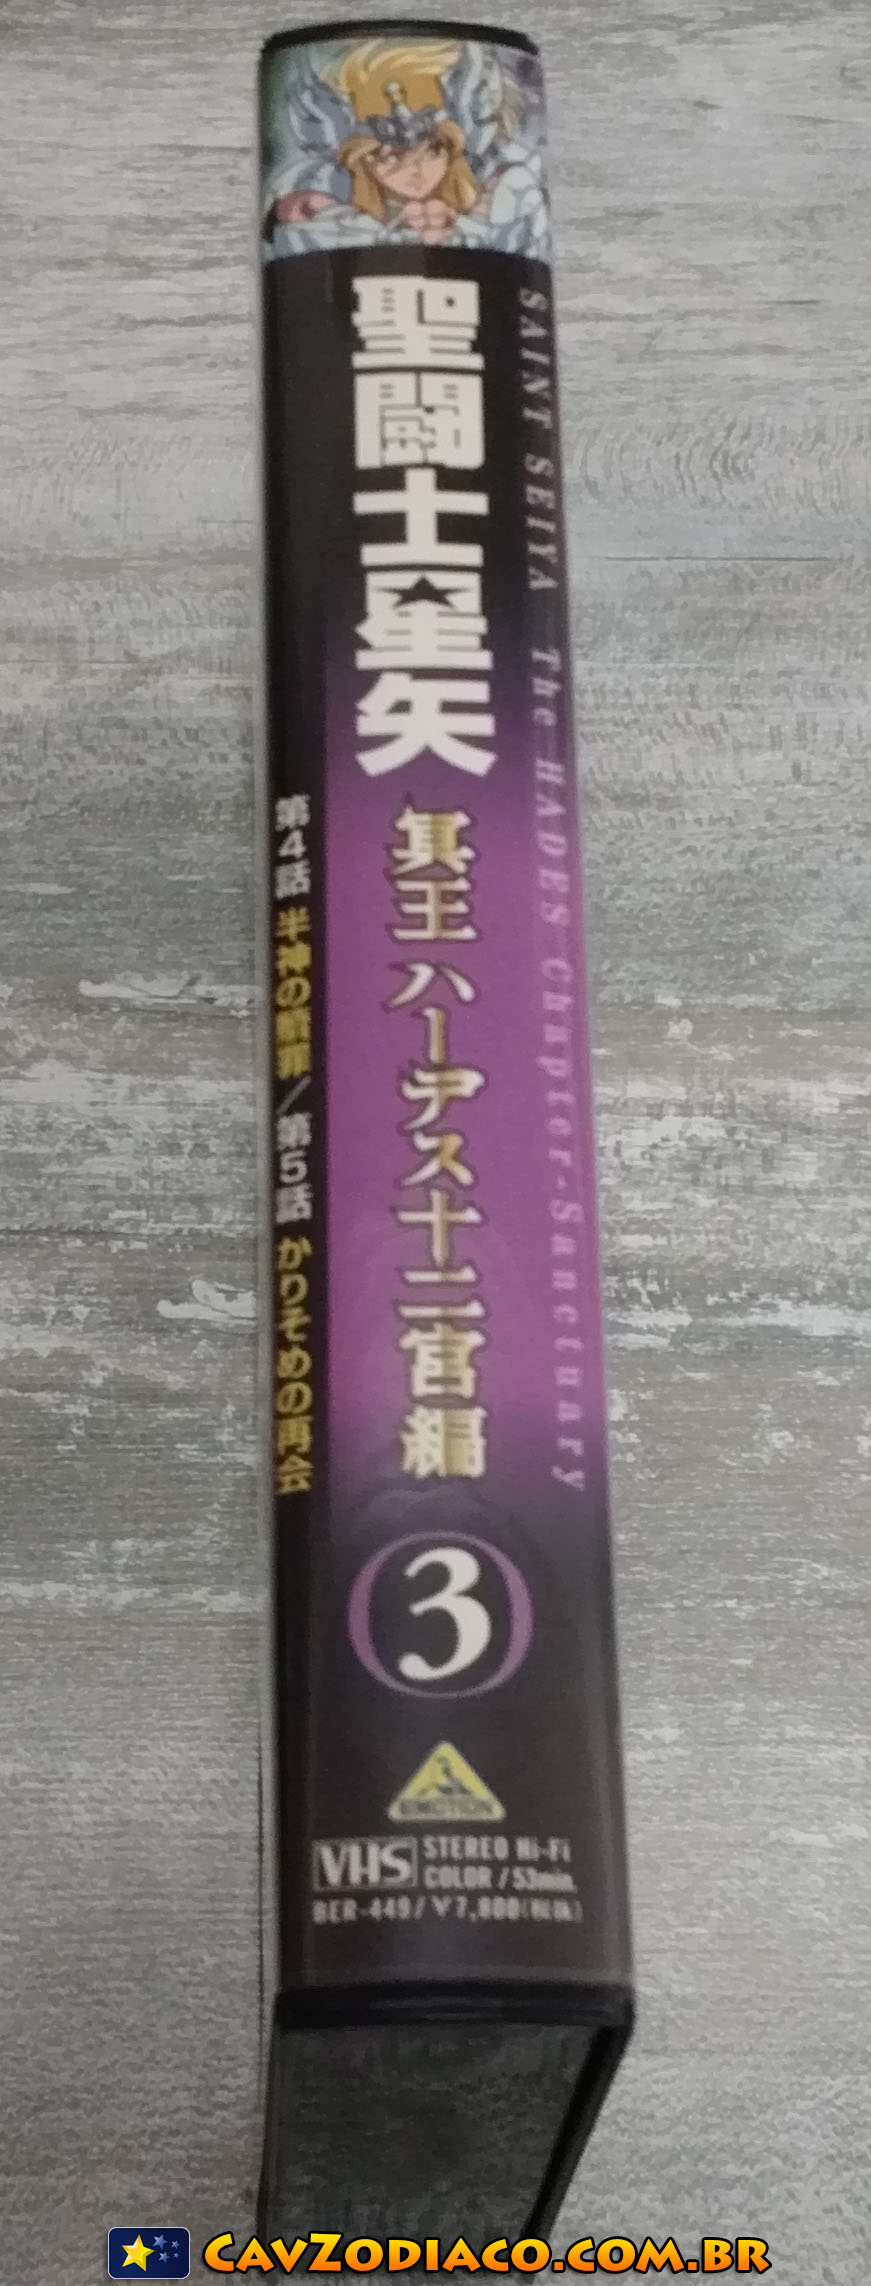 聖闘士星矢
SAINT SEIYA The HADES Chapter-Sanctuary
冥王 ハーデス十二宮編
第4話 半神の贖罪／第5話 かりそめの再会
3
EMOTION
VHS
STEREO Hi-Fi
COLOR / 53min.
BER-449/￥7,800(税抜)
CAVZODIACO.COM.BR